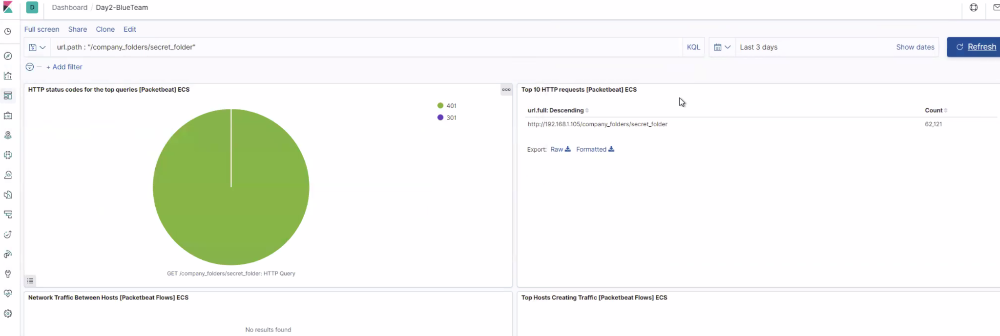 D Dashboard / Day2-BlueTeam
Full screen Share Clone Edit
url.path : "/company_folders/secret_folder" KQL Last 3 days Show dates Refresh
+ Add filter
HTTP status codes for the top queries [Packetbeat] ECS
401
301
GET /company_folders/secret_folder: HTTP Query
Top 10 HTTP requests [Packetbeat] ECS
url.full: Descending Count
http://192.168.1.105/company_folders/secret_folder 62,121
Export: Raw Formatted
Network Traffic Between Hosts [Packetbeat Flows] ECS
No results found
Top Hosts Creating Traffic [Packetbeat Flows] ECS